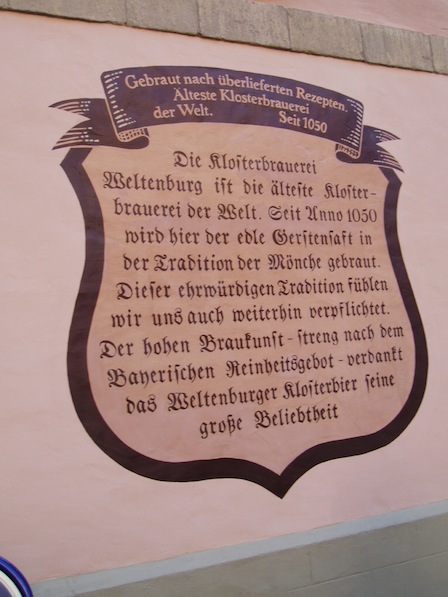 Gebraut nach überlieferten Rezepten.
Älteste Klosterbrauerei
der Welt. Seit 1050
Die Klosterbrauerei
Weltenburg ist die älteste Kloster-
brauerei der Welt. Seit Anno 1050
wird hier der edle Gerstensaft in
der Tradition der Mönche gebraut.
Dieser ehrwürdigen Tradition fühlen
wir uns auch weiterhin verpflichtet.
Der hohen Braukunst - streng nach dem
Bayerischen Reinheitsgebot - verdankt
das Weltenburger Klosterbier seine
große Beliebtheit